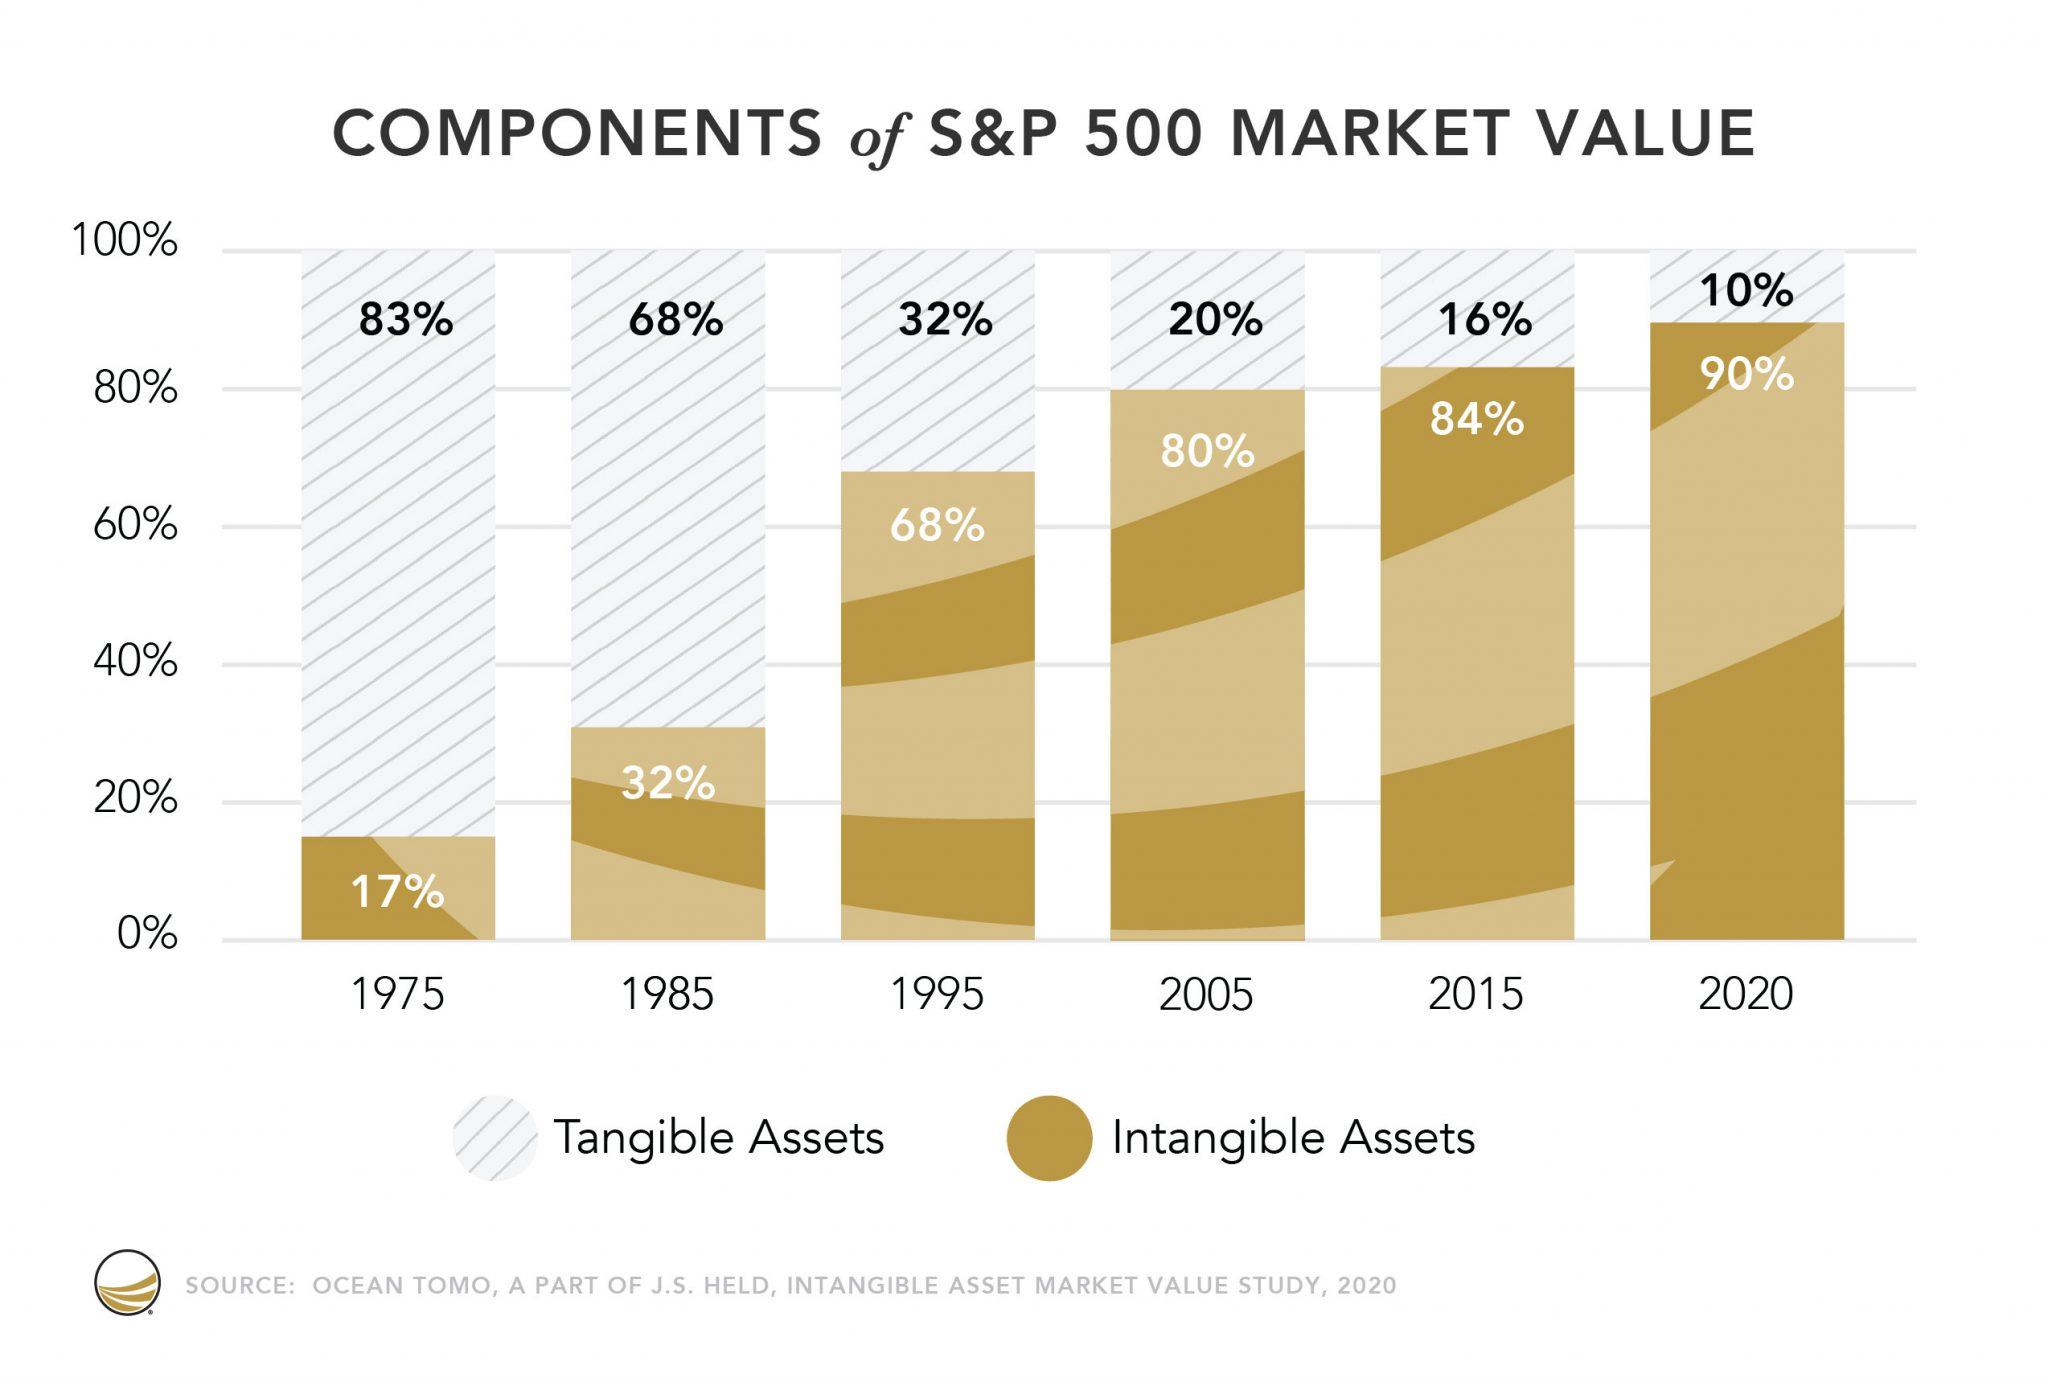 COMPONENTS of S&P 500 MARKET VALUE
100%
80%
60%
40%
20%
0%
83% 68% 32% 20% 16% 10%
17% 32% 68% 80% 84% 90%
1975 1985 1995 2005 2015 2020
Tangible Assets Intangible Assets
SOURCE: OCEAN TOMO, A PART OF J.S. HELD, INTANGIBLE ASSET MARKET VALUE STUDY, 2020